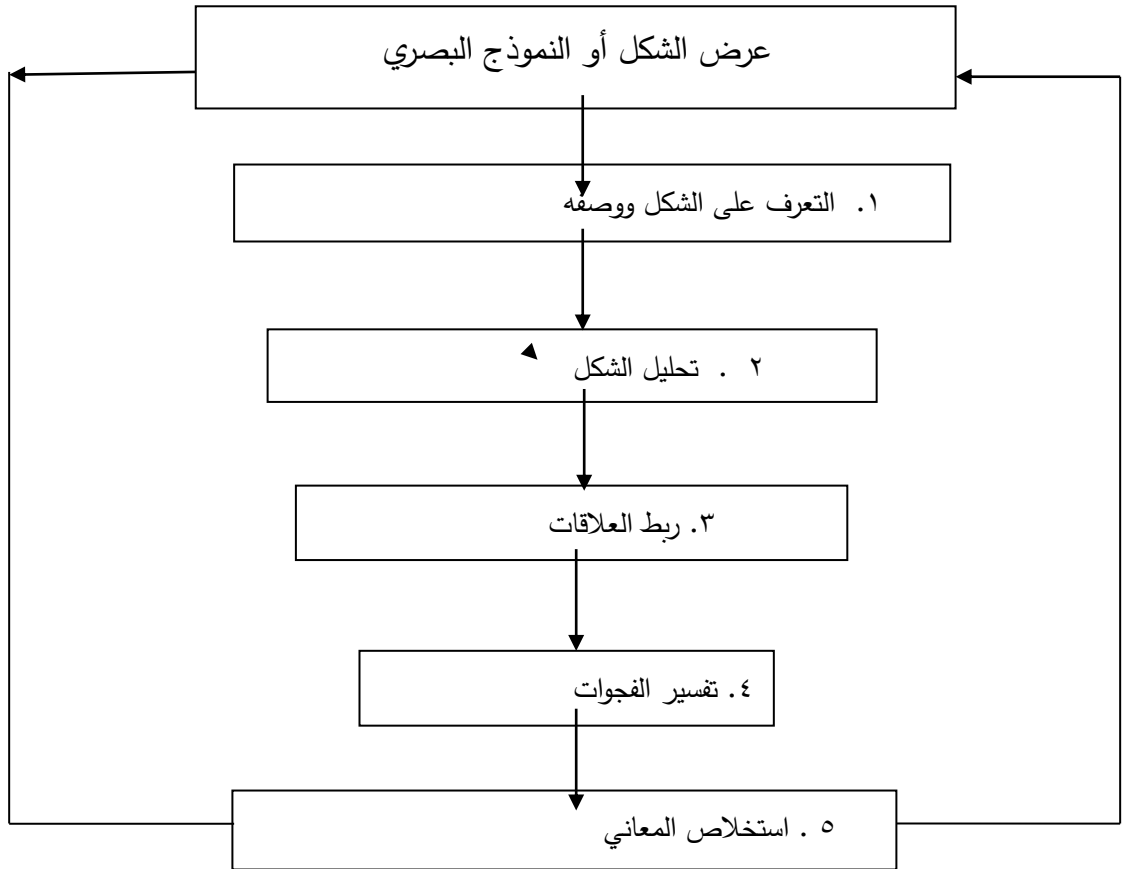 عرض الشكل أو النموذج البصري
١. التعرف على الشكل ووصفه
٢ . تحليل الشكل
٣. ربط العلاقات
٤. تفسير الفجوات
٥ . استخلاص المعاني